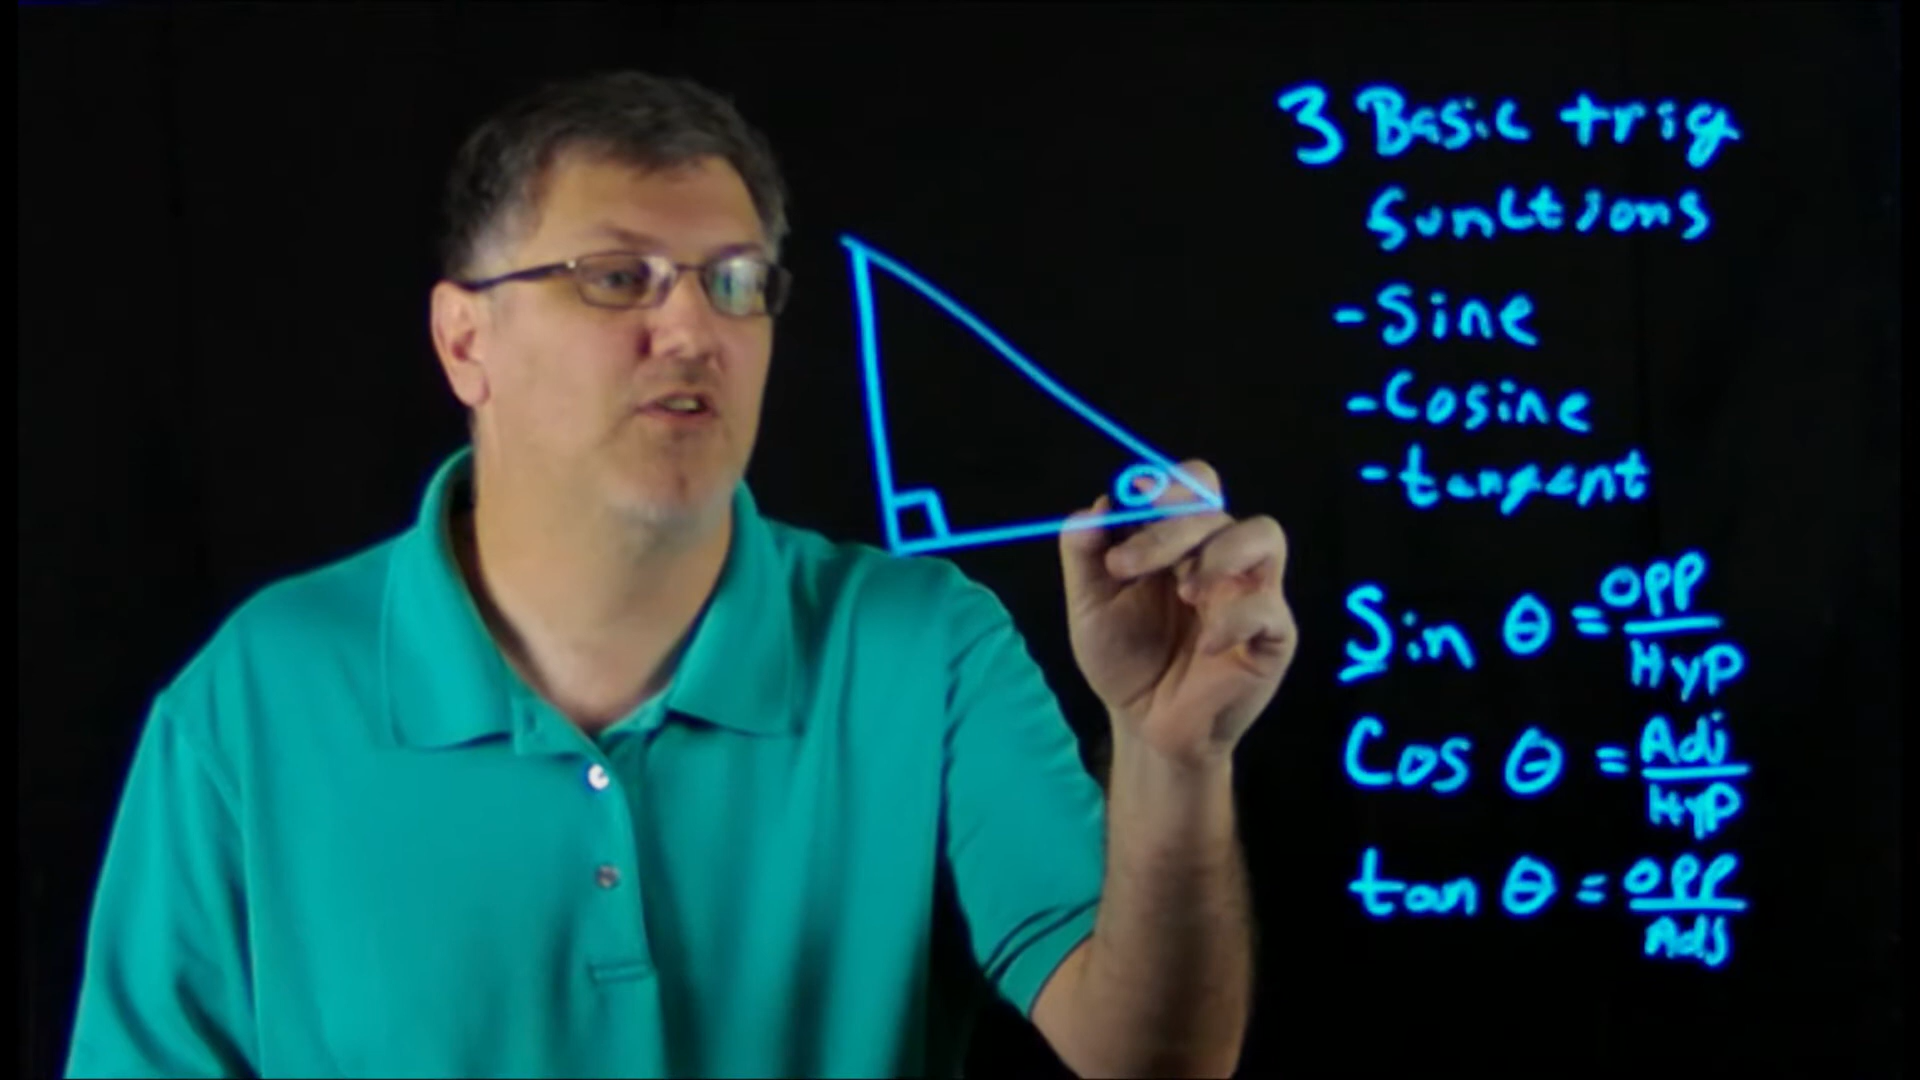 3 Basic trig
functions
- Sine
- Cosine
- tangent
Sin θ = OPP/HYP
Cos θ = Adj/HYP
tan θ = OPP/Adj
θ